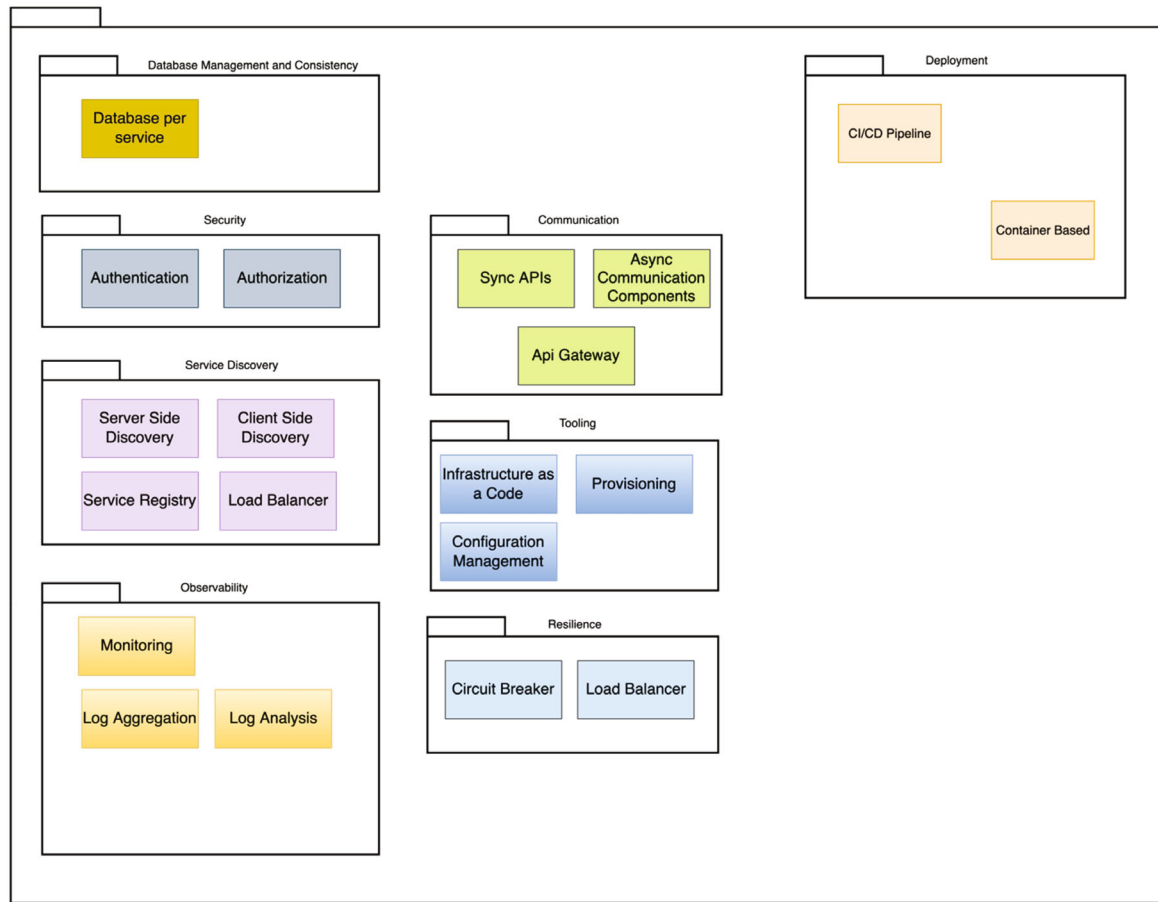 Database Management and Consistency
Database per
service
Deployment
CI/CD Pipeline
Container Based
Security
Authentication
Authorization
Communication
Sync APIs
Async
Communication
Components
Api Gateway
Service Discovery
Server Side
Discovery
Client Side
Discovery
Service Registry
Load Balancer
Tooling
Infrastructure as
a Code
Provisioning
Configuration
Management
Observability
Monitoring
Log Aggregation
Log Analysis
Resilience
Circuit Breaker
Load Balancer